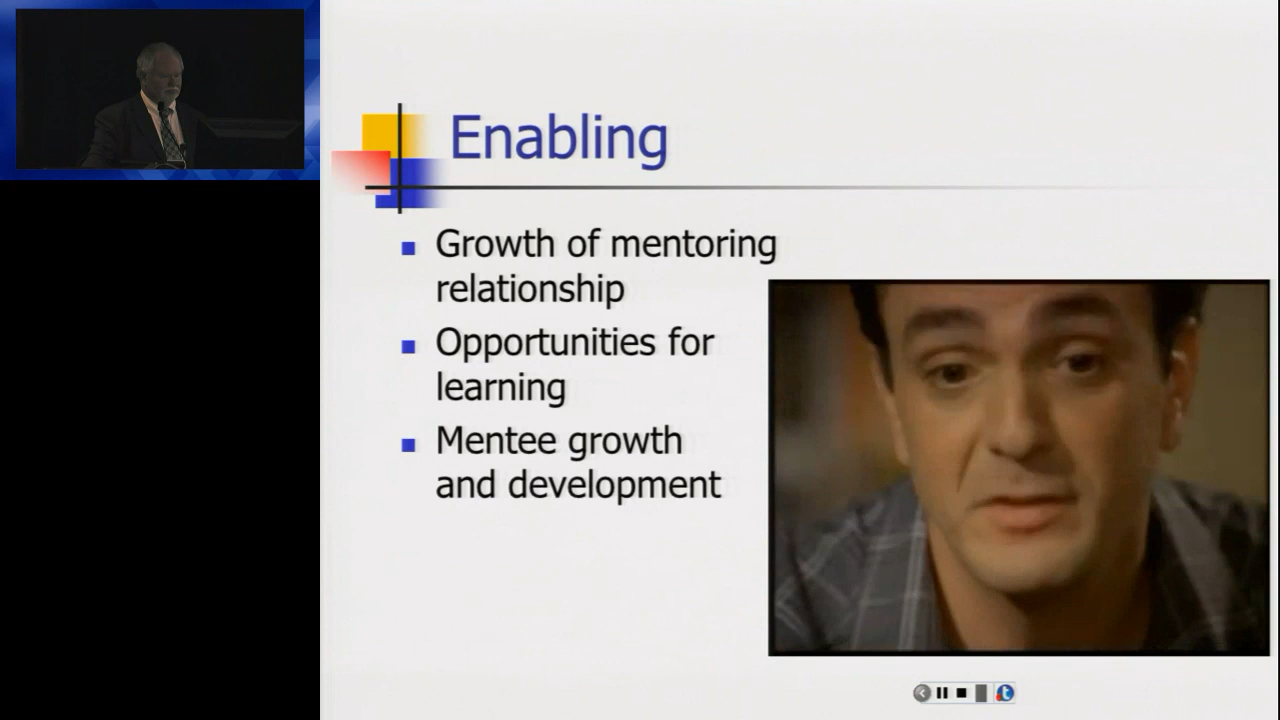 Enabling
Growth of mentoring
relationship
Opportunities for
learning
Mentee growth
and development